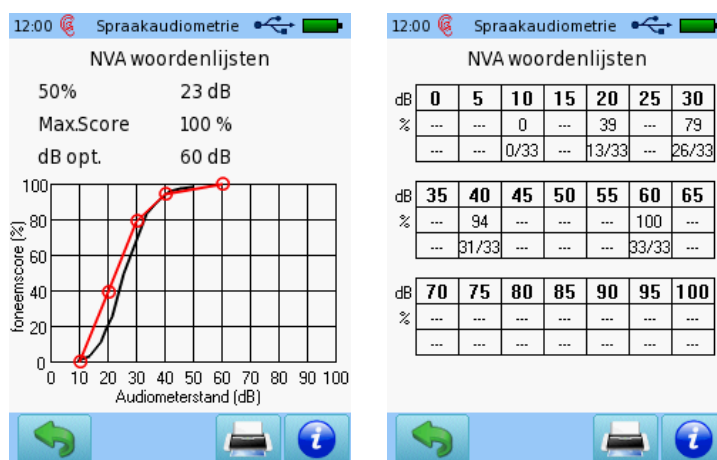 12:00 Spraakaudiometrie
NVA woordenlijsten
50% 23 dB
Max.Score 100 %
dB opt. 60 dB
foneemscore (%)
100
80
60
40
20
0
0 10 20 30 40 50 60 70 80 90 100
Audiometerstand (dB)
12:00 Spraakaudiometrie
NVA woordenlijsten
dB 0 5 10 15 20 25 30
% --- --- 0 --- 39 --- 79
--- --- 0/33 --- 13/33 --- 26/33
dB 35 40 45 50 55 60 65
% --- 94 --- --- --- 100 ---
--- 31/33 --- --- --- 33/33 ---
dB 70 75 80 85 90 95 100
% --- --- --- --- --- --- ---
--- --- --- --- --- --- ---